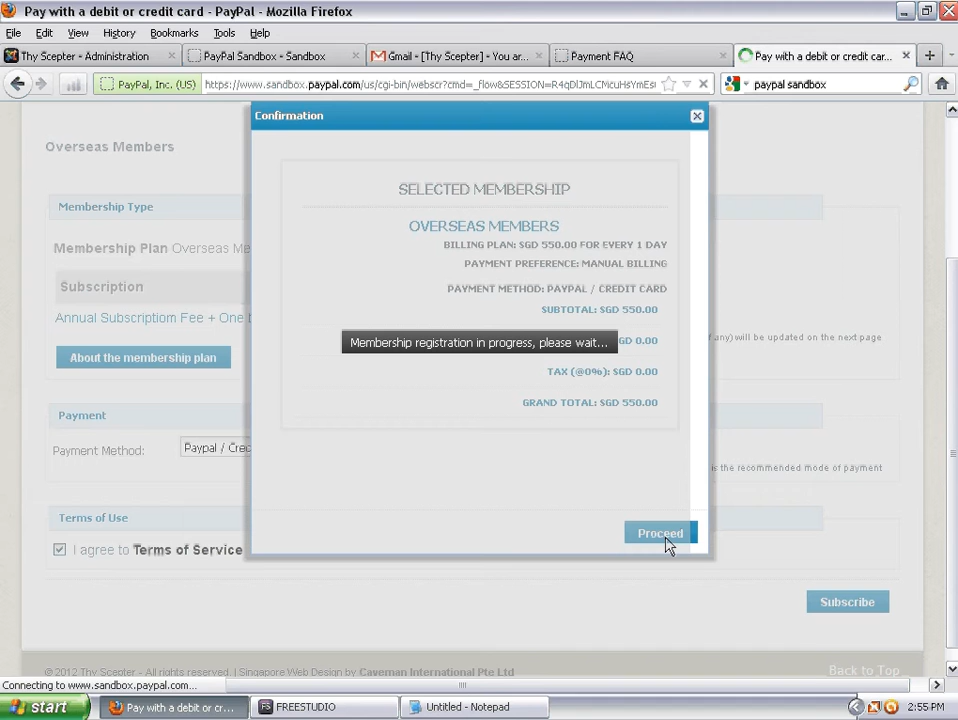 Pay with a debit or credit card - PayPal - Mozilla Firefox
File Edit View History Bookmarks Tools Help
Thy Scepter - Administration
PayPal Sandbox - Sandbox
Gmail - [Thy Scepter] - You ar...
Payment FAQ
Pay with a debit or credit car...
PayPal, Inc. (US)
https://www.sandbox.paypal.com/us/cgi-bin/webscr?cmd=_flow&SESSION=R4qDlJmLCMcuHsYmEs
paypal sandbox
Confirmation
Overseas Members
SELECTED MEMBERSHIP
Membership Type
OVERSEAS MEMBERS
Membership Plan Overseas Me
BILLING PLAN: SGD 550.00 FOR EVERY 1 DAY
PAYMENT PREFERENCE: MANUAL BILLING
Subscription
PAYMENT METHOD: PAYPAL / CREDIT CARD
SUBTOTAL: SGD 550.00
Annual Subscriptiom Fee + One
Membership registration in progress, please wait...
GD 0.00
f any) will be updated on the next page
About the membership plan
TAX (@0%): SGD 0.00
GRAND TOTAL: SGD 550.00
Payment
Payment Method:
Paypal / Cred
is the recommended mode of payment
Terms of Use
Proceed
I agree to Terms of Service
Subscribe
© 2012 Thy Scepter - All rights reserved. | Singapore Web Design by Caveman International Pte Ltd
Back to Top
Connecting to www.sandbox.paypal.com...
start
Pay with a debit or cr...
FS
FREESTUDIO
Untitled - Notepad
2:55 PM